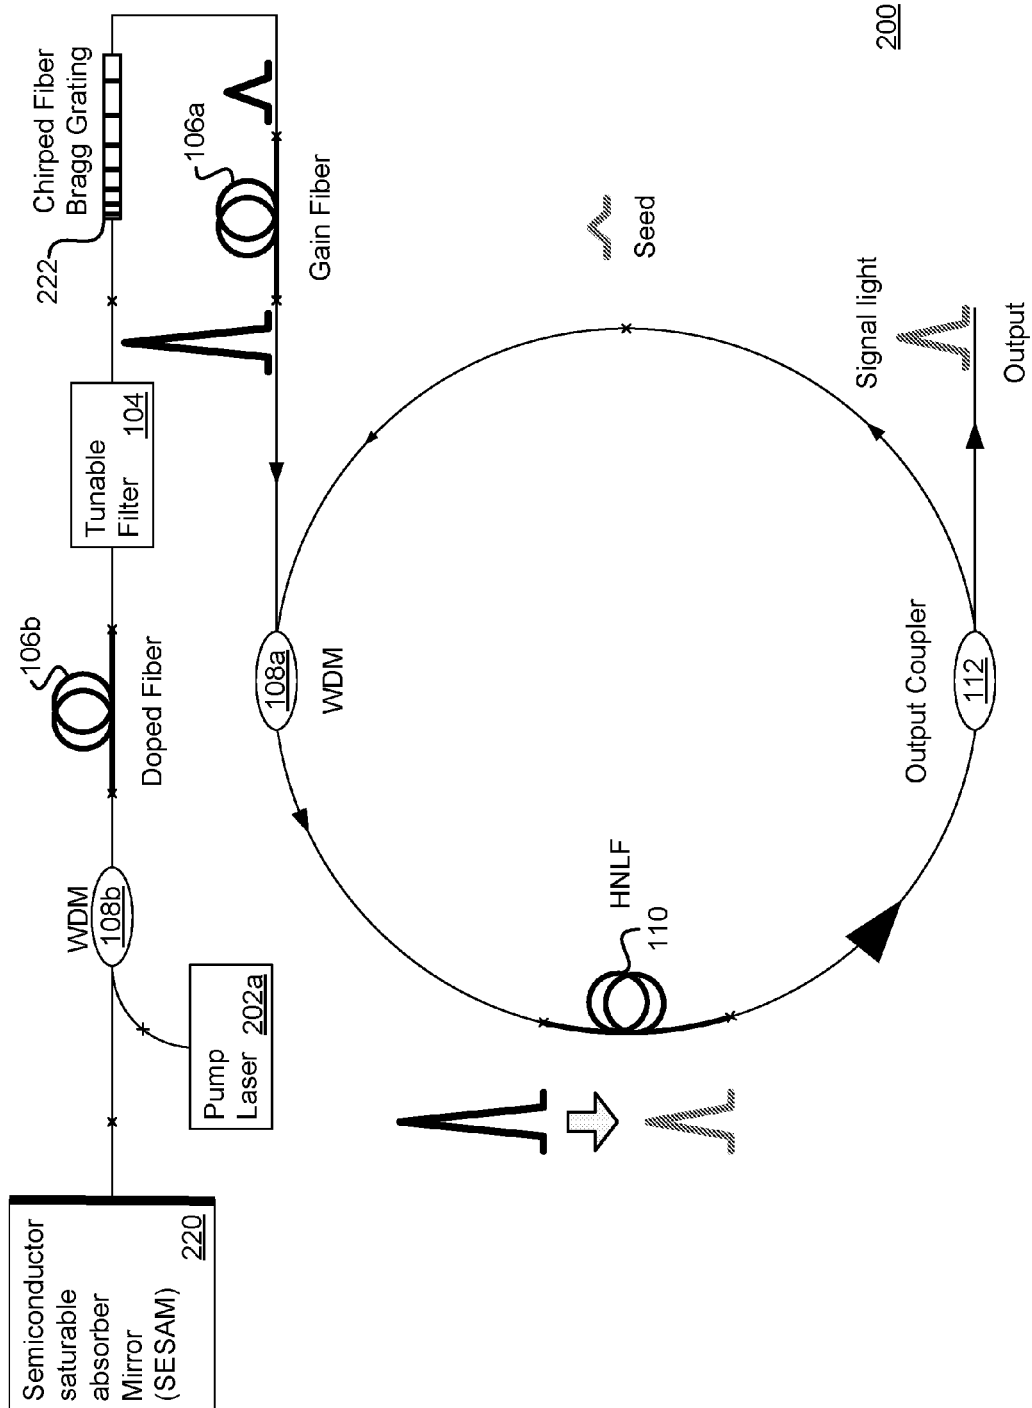 Semiconductor
saturable
absorber
Mirror
(SESAM)
220
Pump
Laser 202a
WDM
108b
106b
Doped Fiber
Tunable
Filter 104
222
Chirped Fiber
Bragg Grating
106a
Gain Fiber
108a
WDM
HNLF
110
Seed
Output Coupler
112
Signal light
Output
200